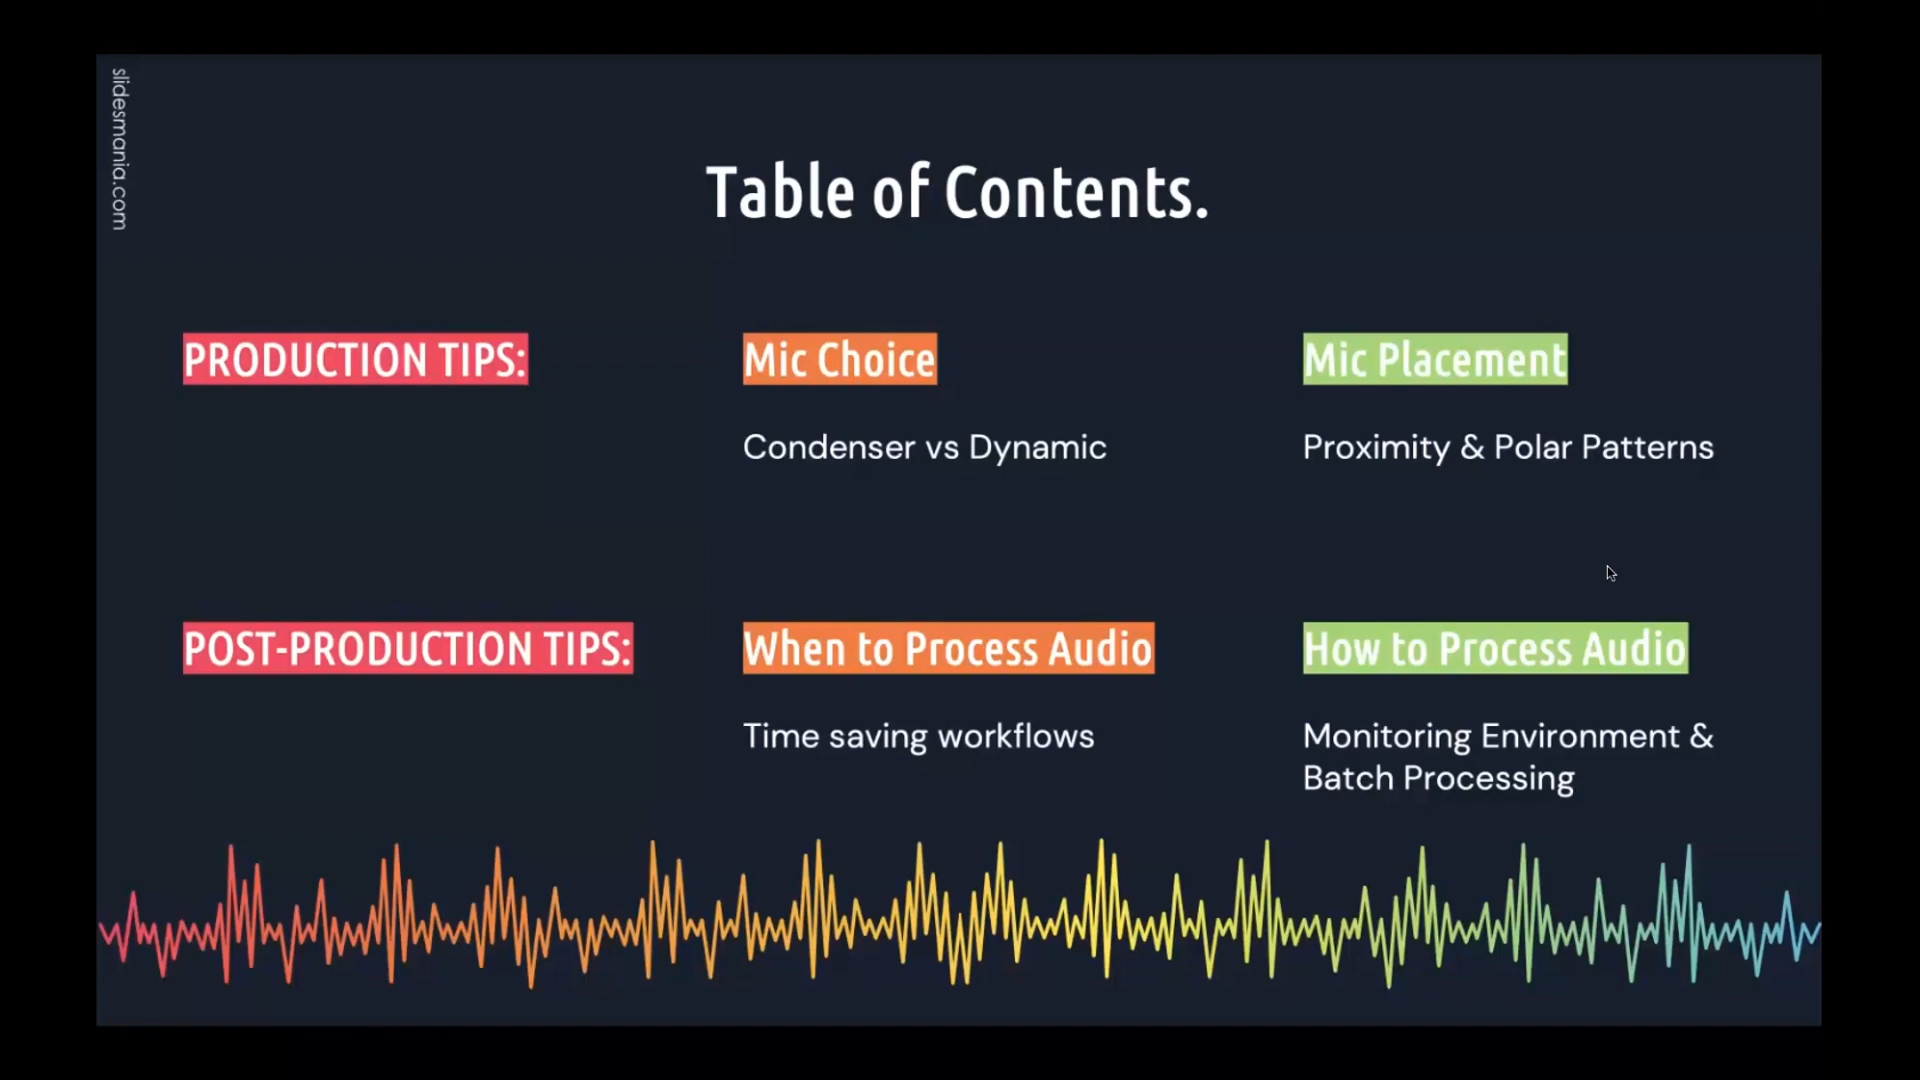 slidesmania.com
Table of Contents.
PRODUCTION TIPS:
Mic Choice
Condenser vs Dynamic
Mic Placement
Proximity & Polar Patterns
POST-PRODUCTION TIPS:
When to Process Audio
Time saving workflows
How to Process Audio
Monitoring Environment &
Batch Processing